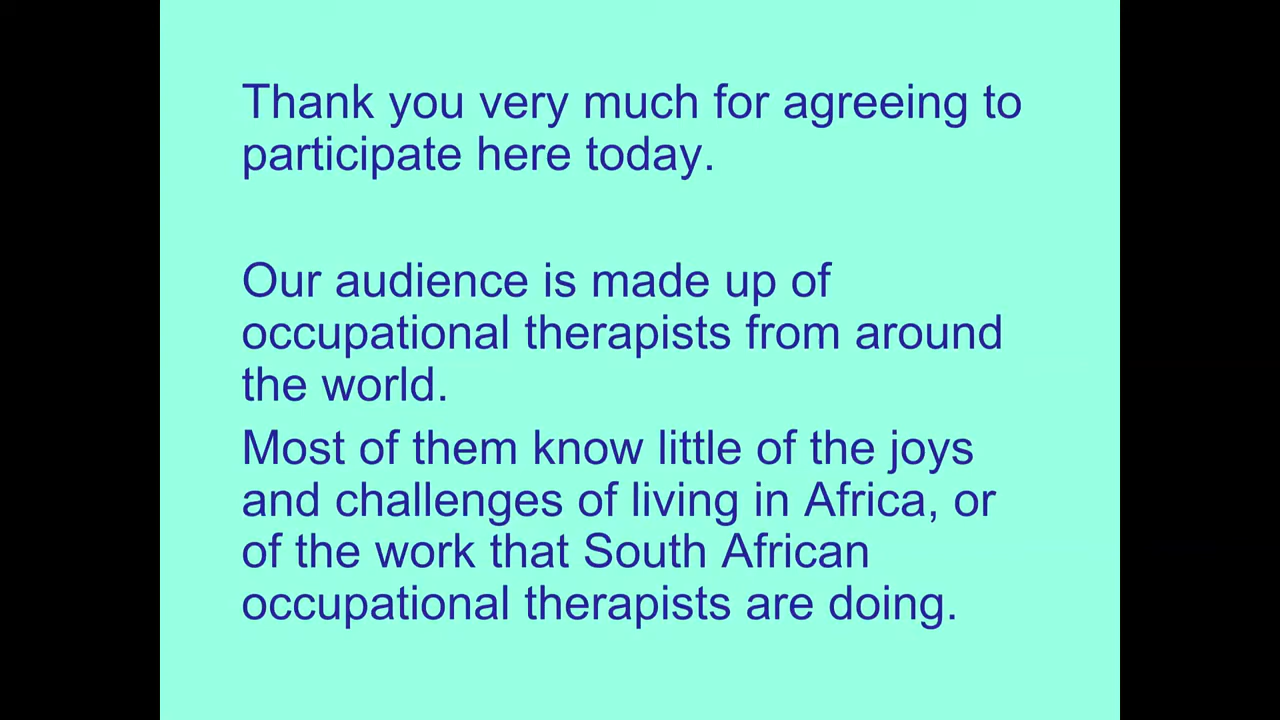 Thank you very much for agreeing to
participate here today.
Our audience is made up of
occupational therapists from around
the world.
Most of them know little of the joys
and challenges of living in Africa, or
of the work that South African
occupational therapists are doing.